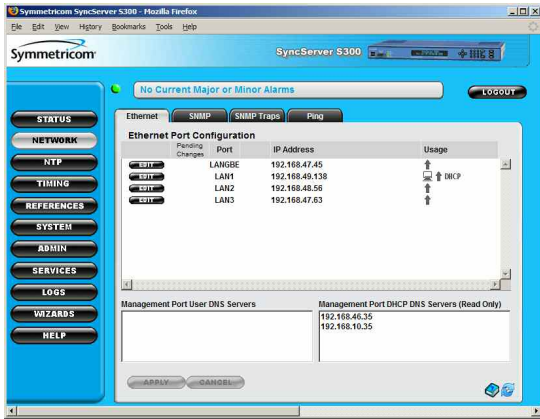 Symmetricom SyncServer S300 - Mozilla Firefox
File Edit View History Bookmarks Tools Help
Symmetricom
SyncServer S300
No Current Major or Minor Alarms
LOGOUT
STATUS
NETWORK
NTP
TIMING
REFERENCES
SYSTEM
ADMIN
SERVICES
LOGS
WIZARDS
HELP
Ethernet SNMP SNMP Traps Ping
Ethernet Port Configuration
Pending Changes Port IP Address Usage
EDIT LANGBE 192.168.47.45
EDIT LAN1 192.168.49.138 DHCP
EDIT LAN2 192.168.48.56
EDIT LAN3 192.168.47.63
Management Port User DNS Servers
Management Port DHCP DNS Servers (Read Only)
192.168.46.35
192.168.10.35
APPLY CANCEL